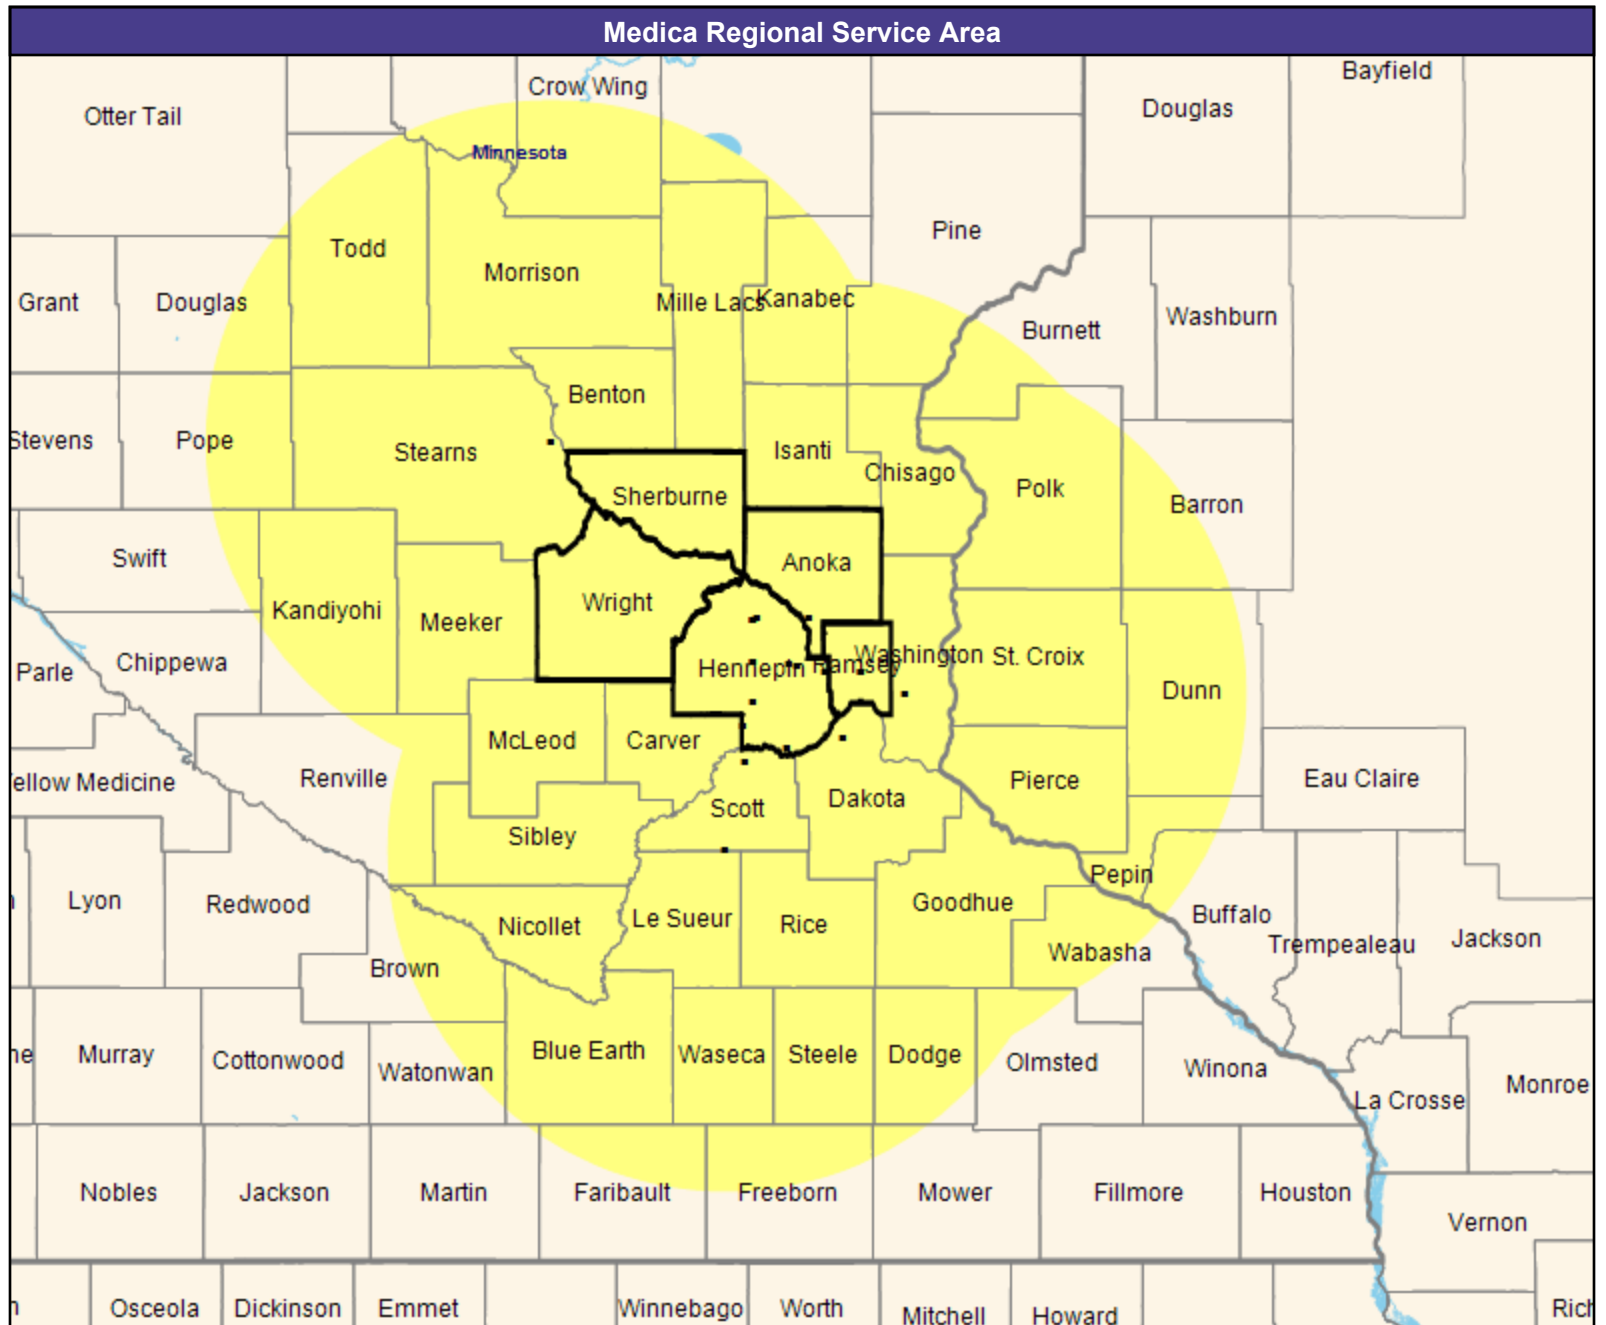 Medica Regional Service Area
Bayfield
Crow Wing
Douglas
Otter Tail
Minnesota
Pine
Todd
Morrison
Grant
Douglas
Mille Lacs
Kanabec
Washburn
Burnett
Benton
Stevens
Pope
Stearns
Isanti
Chisago
Polk
Sherburne
Barron
Swift
Anoka
Wright
Kandiyohi
Meeker
Washington
St. Croix
Parle
Chippewa
Hennepin
Ramsey
Dunn
McLeod
Carver
ellow Medicine
Renville
Pierce
Eau Claire
Scott
Dakota
Sibley
Pepin
Lyon
Redwood
Goodhue
Buffalo
Nicollet
Le Sueur
Rice
Trempealeau
Jackson
Wabasha
Brown
ne
Murray
Cottonwood
Watonwan
Blue Earth
Waseca
Steele
Dodge
Olmsted
Winona
Monroe
La Crosse
Nobles
Jackson
Martin
Faribault
Freeborn
Mower
Fillmore
Houston
Vernon
n
Osceola
Dickinson
Emmet
Winnebago
Worth
Mitchell
Howard
Rich